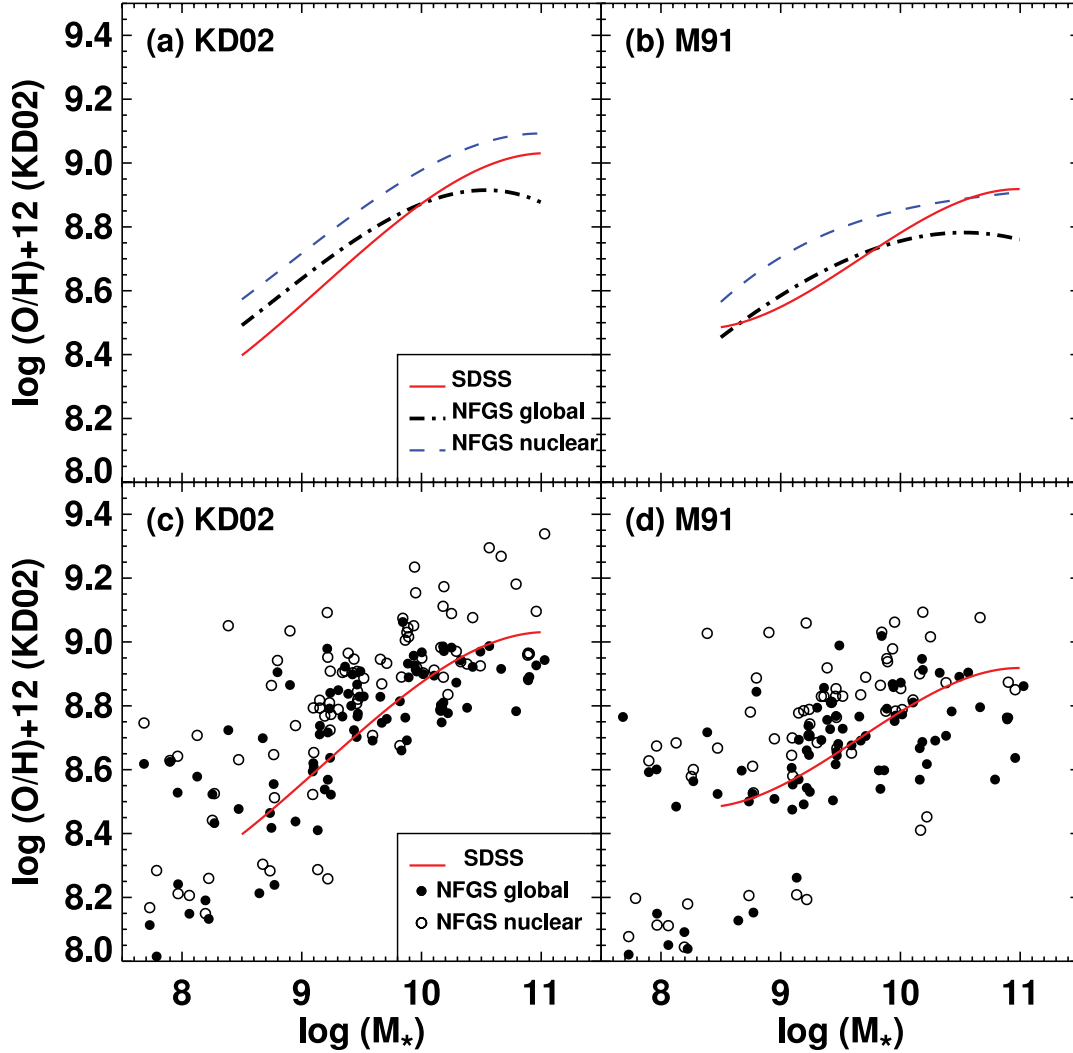 (a) KD02
(b) M91
9.4
9.2
9.0
8.8
8.6
8.4
8.2
8.0
log (O/H)+12 (KD02)
SDSS
NFGS global
NFGS nuclear
(c) KD02
(d) M91
9.4
9.2
9.0
8.8
8.6
8.4
8.2
8.0
log (O/H)+12 (KD02)
SDSS
NFGS global
NFGS nuclear
8 9 10 11
8 9 10 11
log (M*)
log (M*)